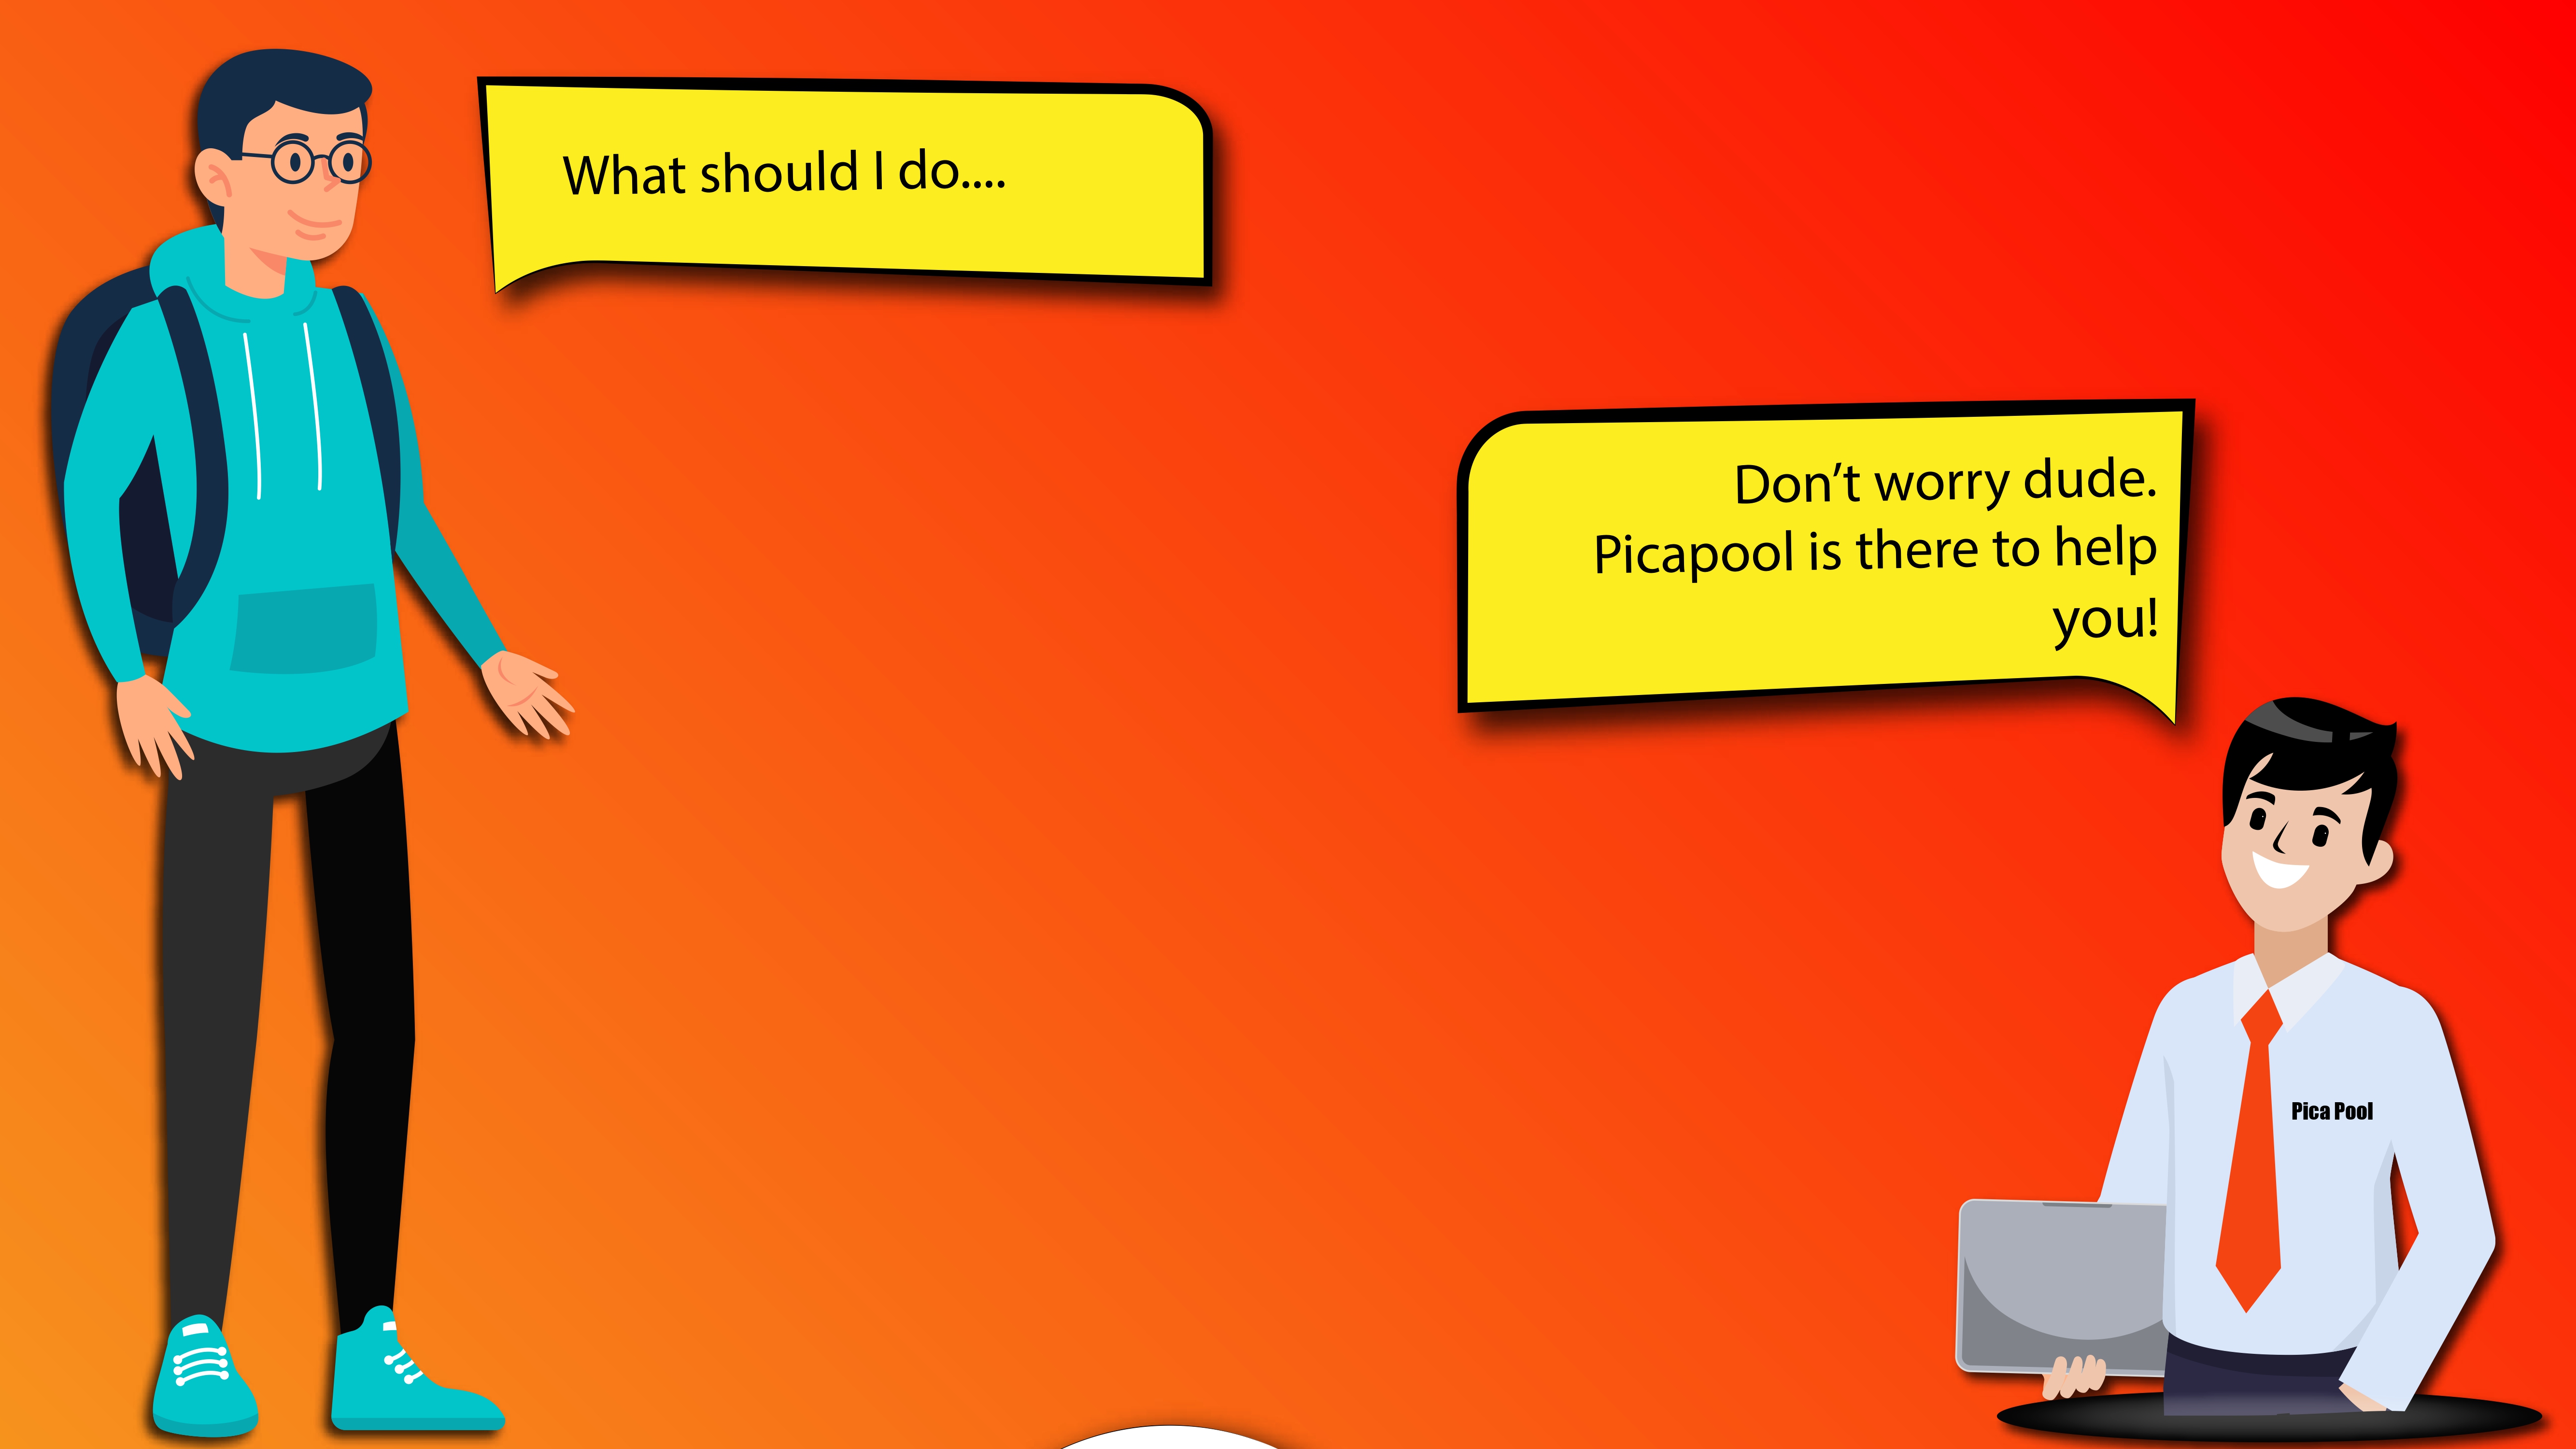 What should I do....
Don’t worry dude.
Picapool is there to help
you!
Pica Pool